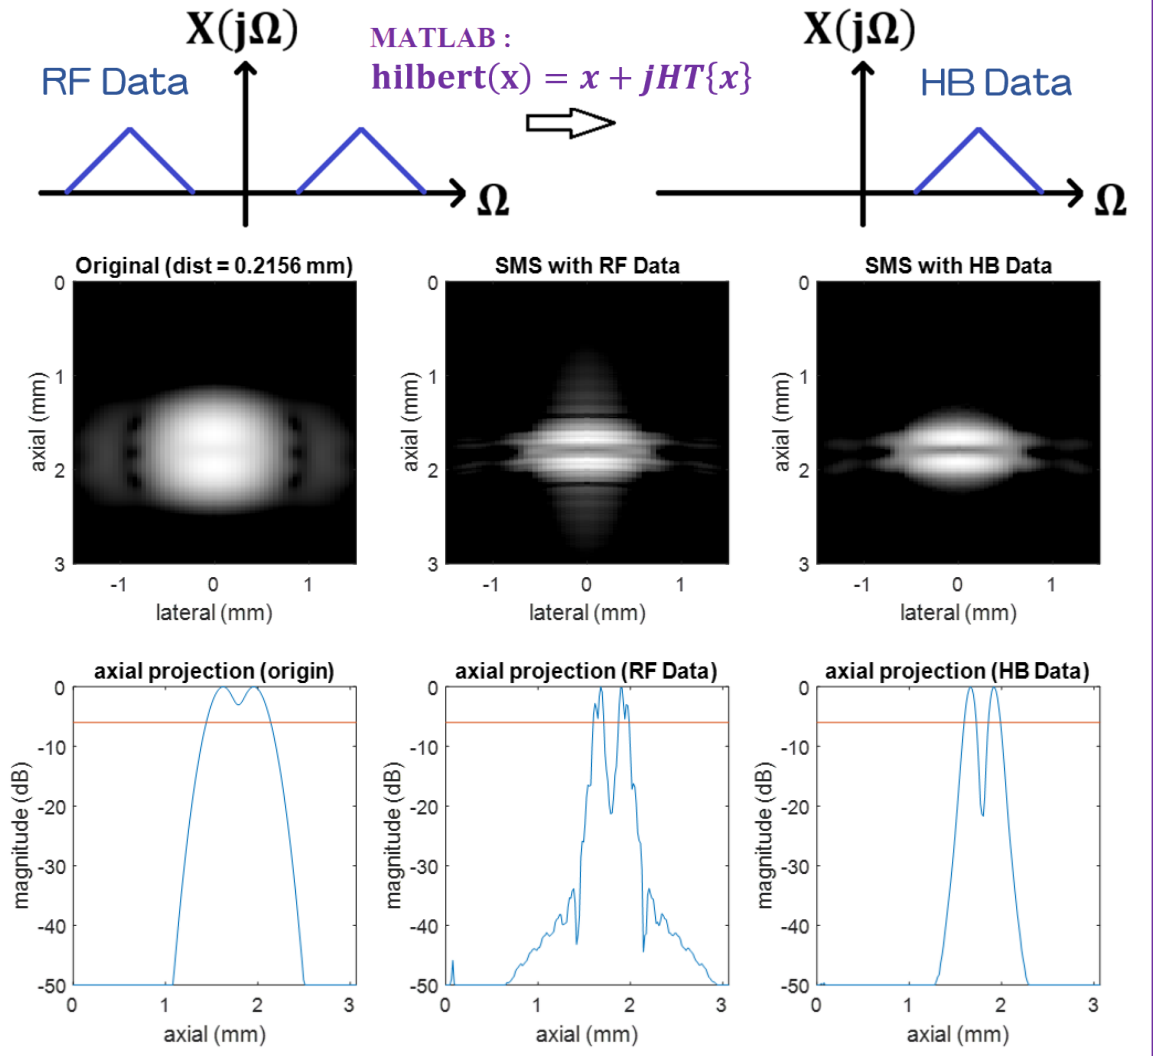 X(jΩ)
MATLAB :
hilbert(x) = x + jHT{x}
X(jΩ)
RF Data
HB Data
Ω
Ω
Original (dist = 0.2156 mm)
SMS with RF Data
SMS with HB Data
0
1
2
3
axial (mm)
-1 0 1
lateral (mm)
0
1
2
3
axial (mm)
-1 0 1
lateral (mm)
0
1
2
3
axial (mm)
-1 0 1
lateral (mm)
axial projection (origin)
axial projection (RF Data)
axial projection (HB Data)
0
-10
-20
-30
-40
-50
magnitude (dB)
0 1 2 3
axial (mm)
0
-10
-20
-30
-40
-50
magnitude (dB)
0 1 2 3
axial (mm)
0
-10
-20
-30
-40
-50
magnitude (dB)
0 1 2 3
axial (mm)